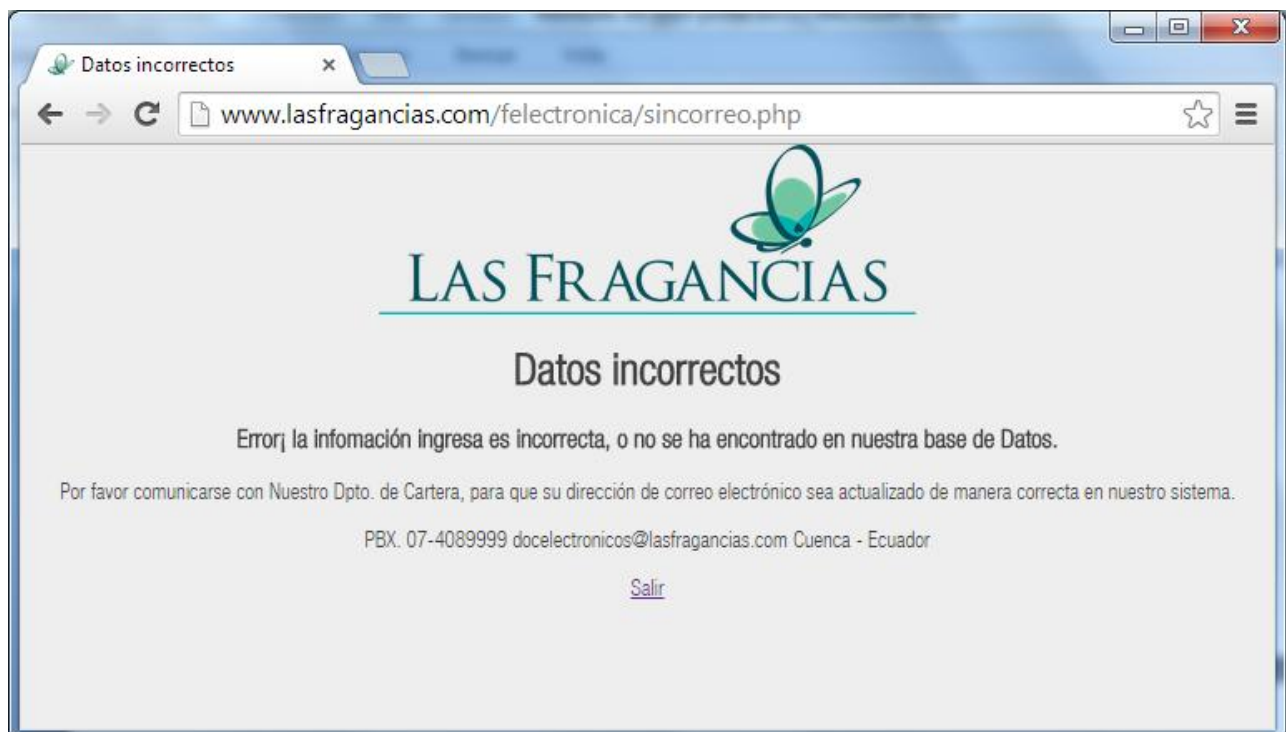 Datos incorrectos
www.lasfragancias.com/felectronica/sincorreo.php
LAS FRAGANCIAS
Datos incorrectos
Error¡ la infomación ingresa es incorrecta, o no se ha encontrado en nuestra base de Datos.
Por favor comunicarse con Nuestro Dpto. de Cartera, para que su dirección de correo electrónico sea actualizado de manera correcta en nuestro sistema.
PBX. 07-4089999 docelectronicos@lasfragancias.com Cuenca - Ecuador
Salir